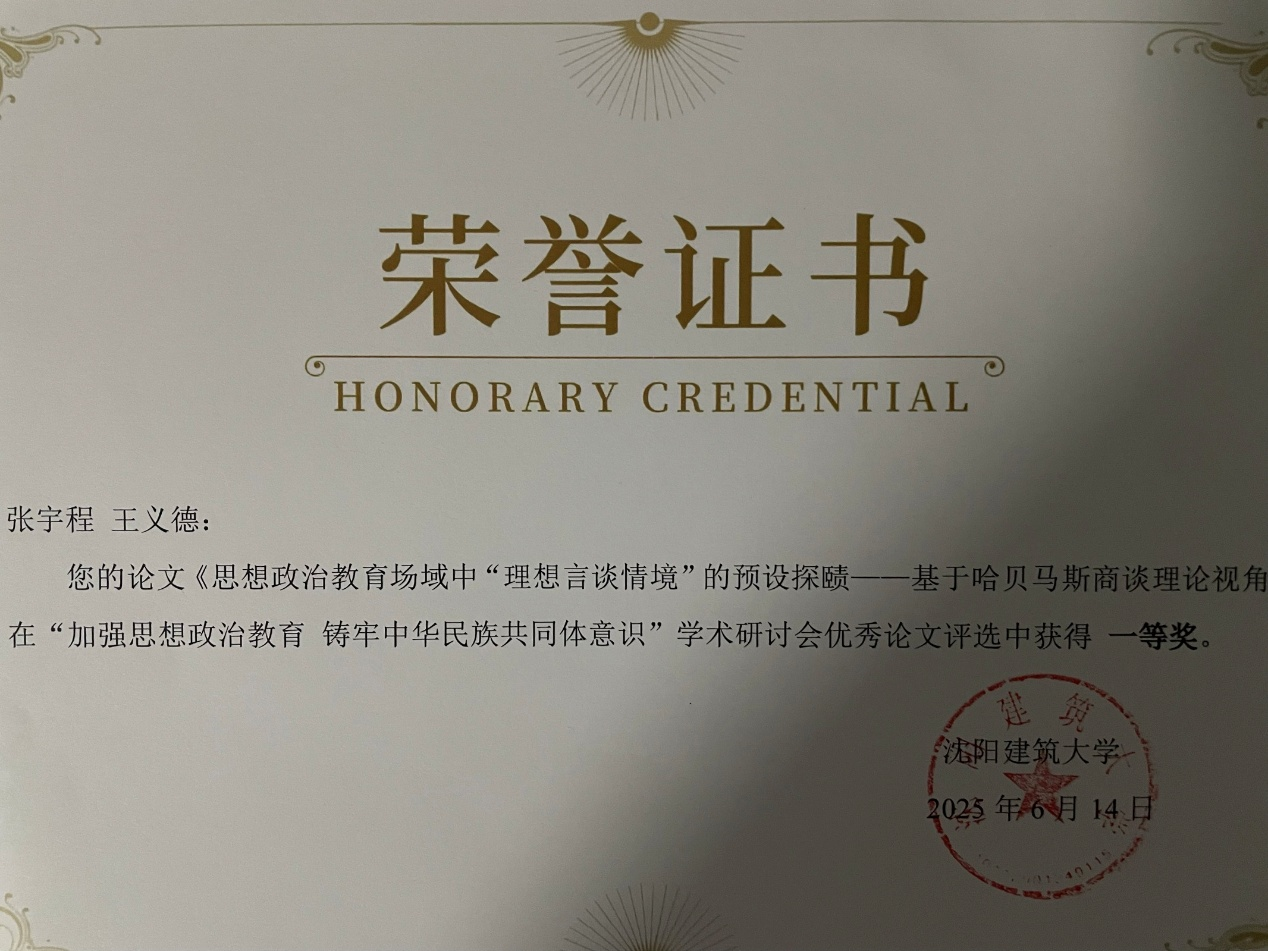 荣誉证书
HONORARY CREDENTIAL
张宇程 王义德：
您的论文《思想政治教育场域中“理想言谈情境”的预设探赜——基于哈贝马斯商谈理论视角
在“加强思想政治教育 铸牢中华民族共同体意识”学术研讨会优秀论文评选中获得 一等奖。
沈阳建筑大学
2025 年 6 月 14 日